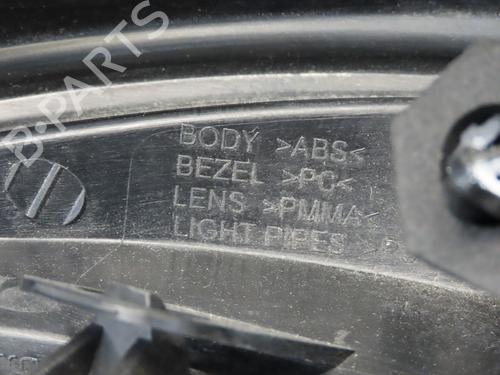 B-PARTS
BODY >ABS<
BEZEL >PC<
LENS >PMMA<
LIGHT PIPES